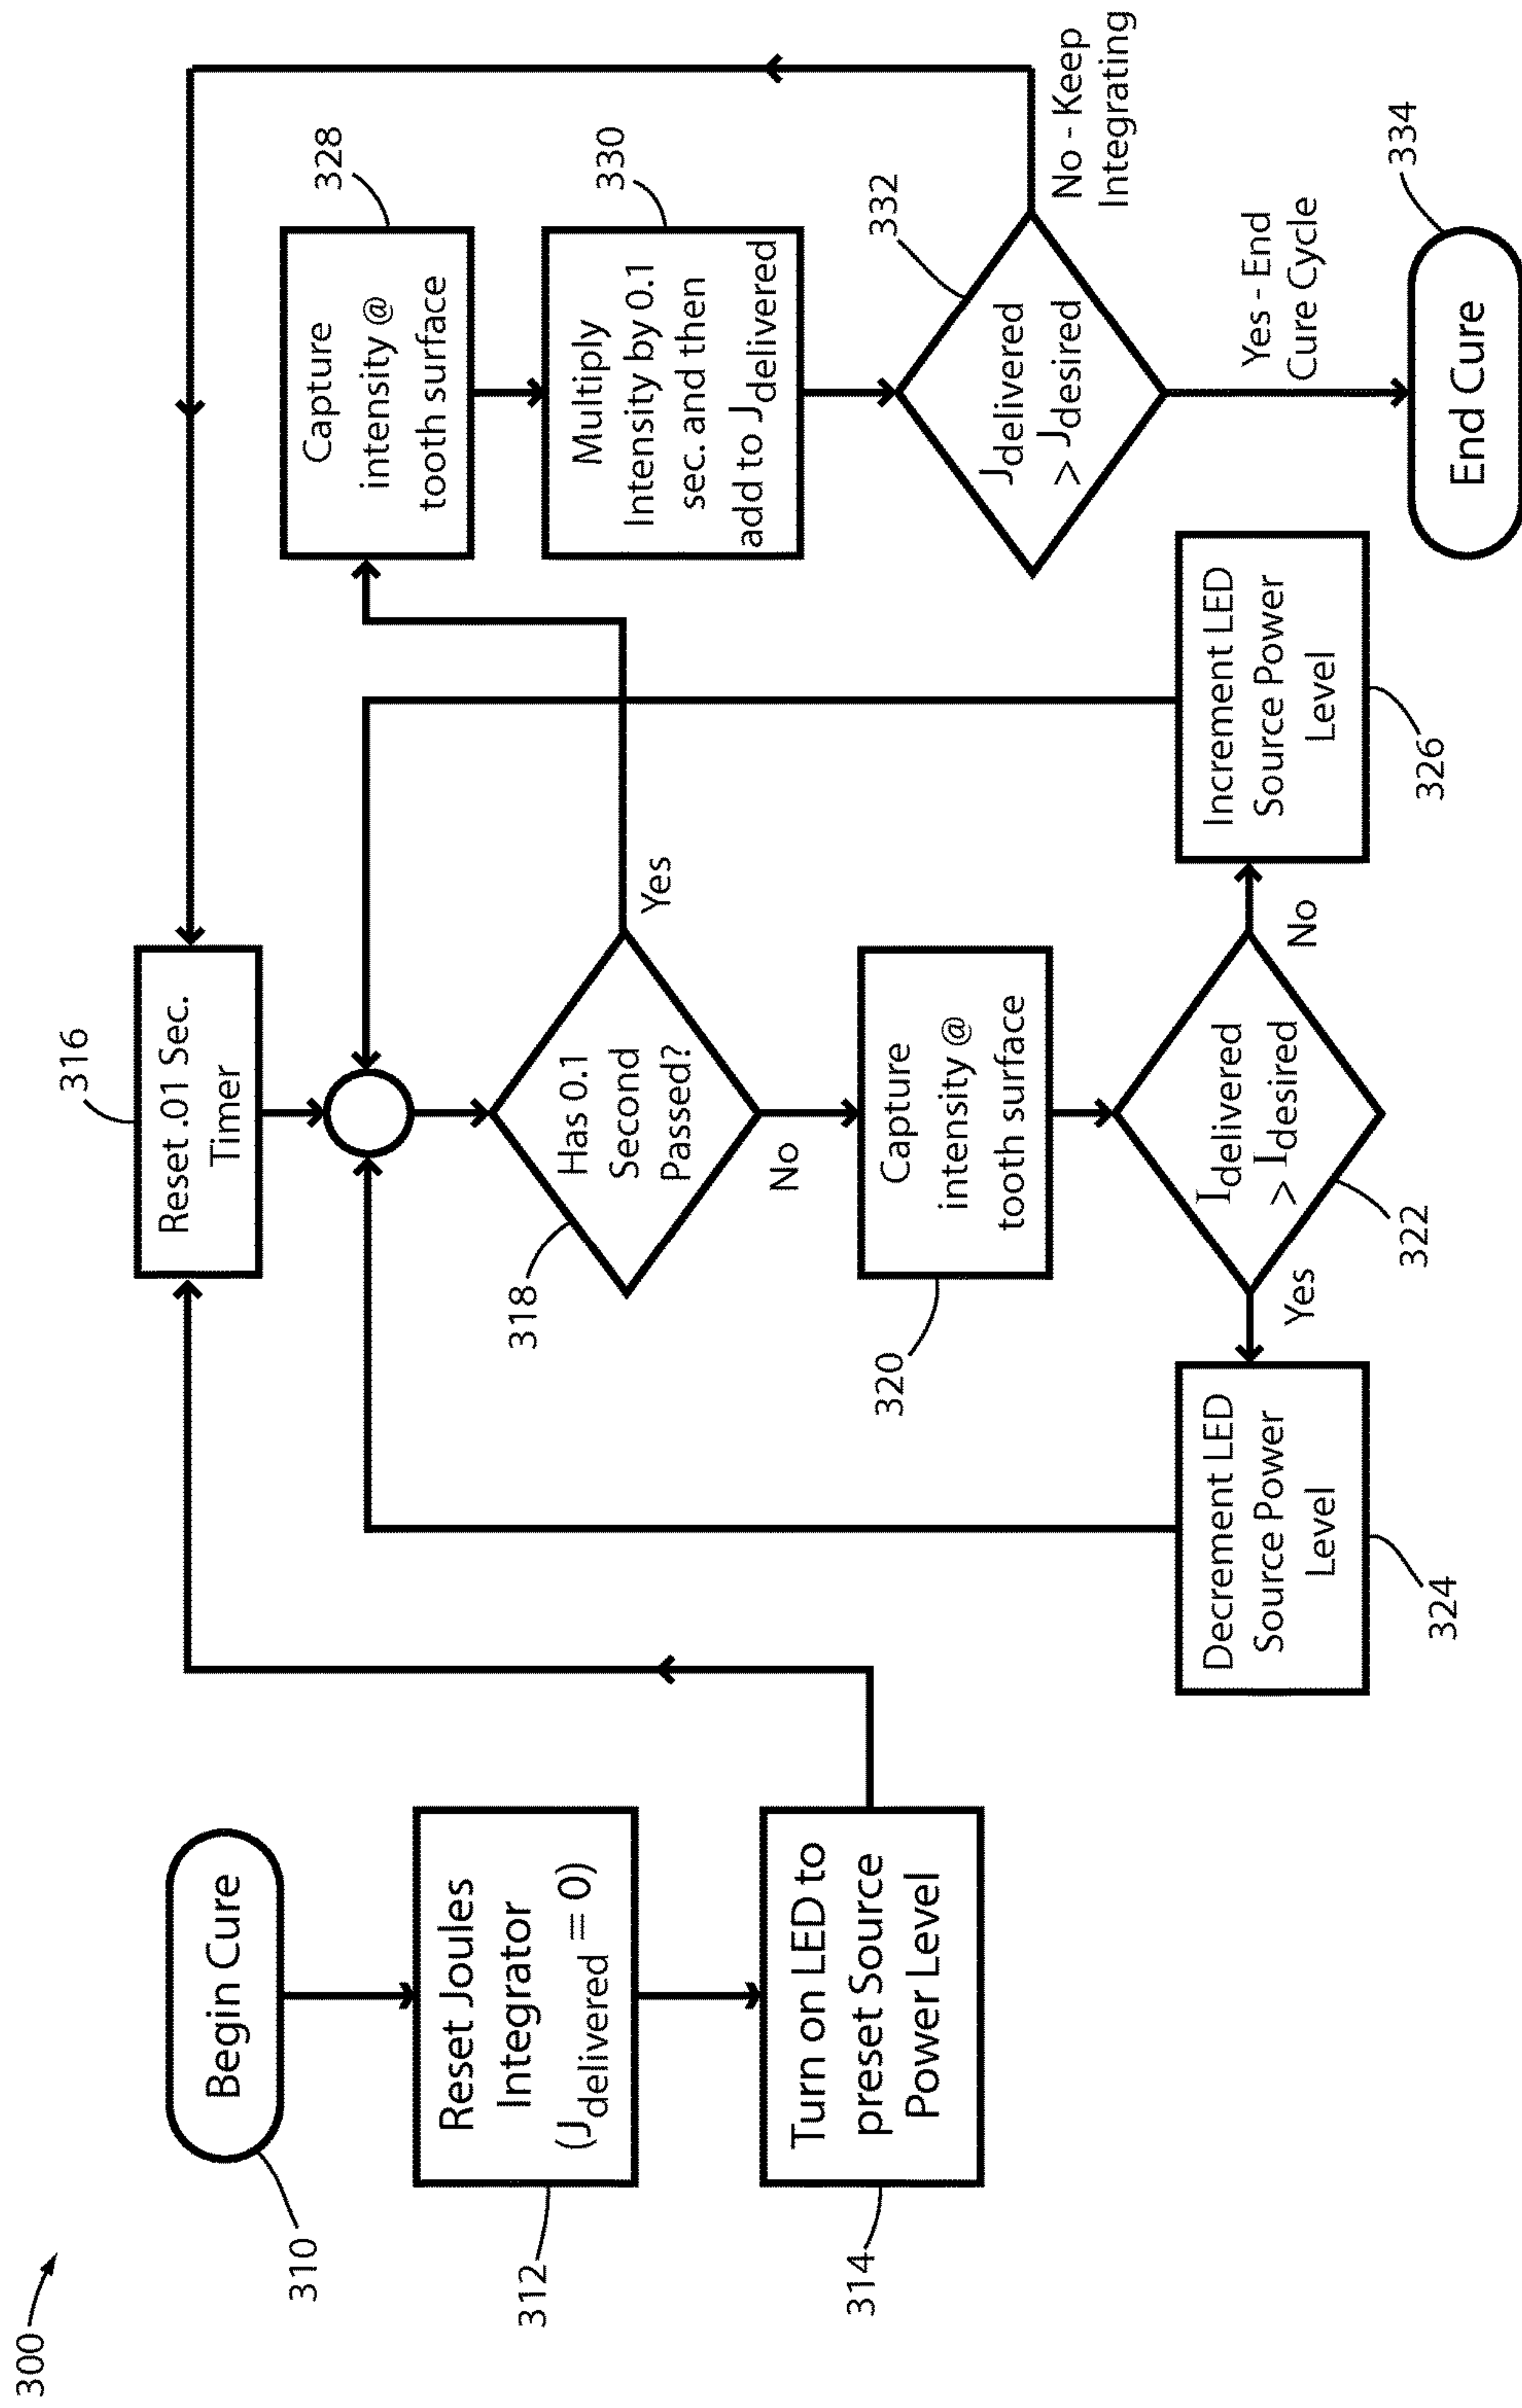 300
310
Begin Cure
312
Reset Joules
Integrator
(Jdelivered = 0)
314
Turn on LED to
preset Source
Power Level
316
Reset .01 Sec.
Timer
318
Has 0.1
Second
Passed?
Yes
No
320
Capture
intensity @
tooth surface
322
Idelivered
> Idesired
Yes
No
324
Decrement LED
Source Power
Level
326
Increment LED
Source Power
Level
328
Capture
intensity @
tooth surface
330
Multiply
Intensity by 0.1
sec. and then
add to Jdelivered
332
Jdelivered
> Jdesired
No - Keep
Integrating
Yes - End
Cure Cycle
334
End Cure